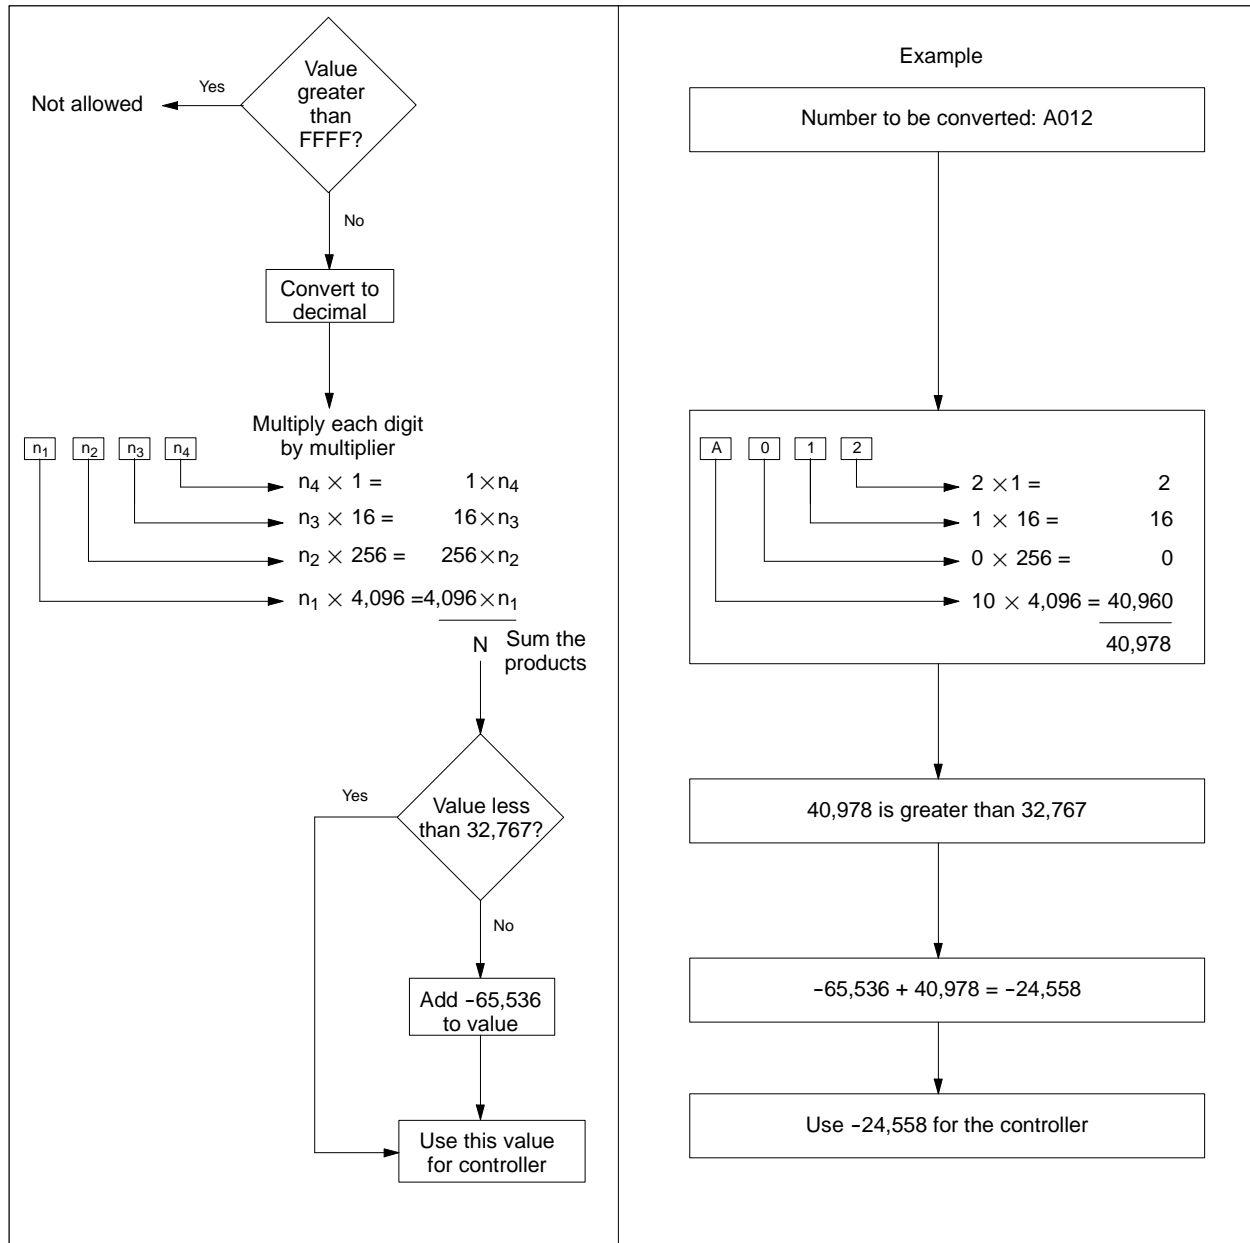 Value
greater
than
FFFF?
Yes
Not allowed
No
Convert to
decimal
Multiply each digit
by multiplier
n1 n2 n3 n4
n4 × 1 = 1×n4
n3 × 16 = 16×n3
n2 × 256 = 256×n2
n1 × 4,096 =4,096×n1
N Sum the
products
Value less
than 32,767?
Yes
No
Add -65,536
to value
Use this value
for controller
Example
Number to be converted: A012
A 0 1 2
2 ×1 = 2
1 × 16 = 16
0 × 256 = 0
10 × 4,096 = 40,960
40,978
40,978 is greater than 32,767
-65,536 + 40,978 = -24,558
Use -24,558 for the controller